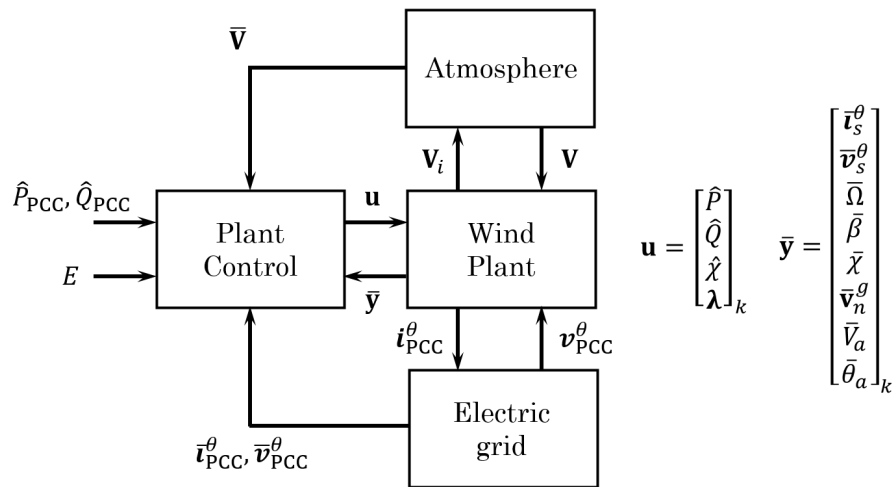 V̄
Atmosphere
V_i
V
P̂_PCC, Q̂_PCC
E
Plant
Control
u
ȳ
Wind
Plant
i^θ_PCC
v^θ_PCC
Electric
grid
ī^θ_PCC, v̄^θ_PCC
u = [P̂ Q̂ χ̂ λ]_k
ȳ = [ī^θ_s v̄^θ_s Ω̄ β̄ χ̄ v̄^g_n V̄_a θ̄_a]_k